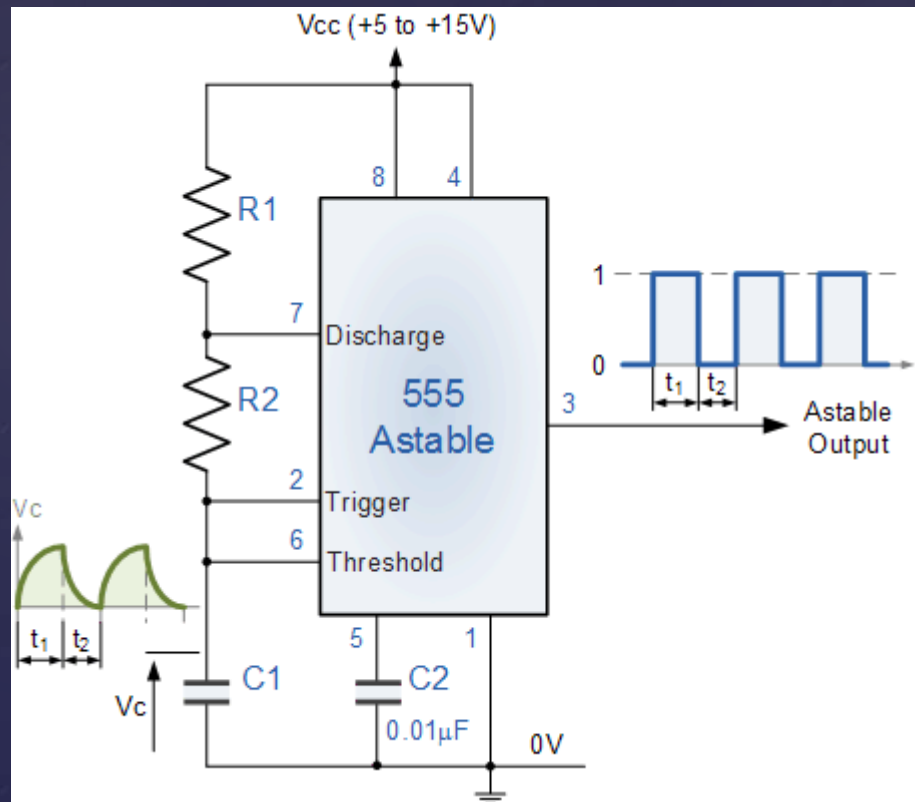 Vcc (+5 to +15V)
8
4
R1
7
Discharge
1
0
t1
t2
R2
555
Astable
3
Astable
Output
2
Trigger
Vc
6
Threshold
t1
t2
5
1
Vc
C1
C2
0.01µF
0V